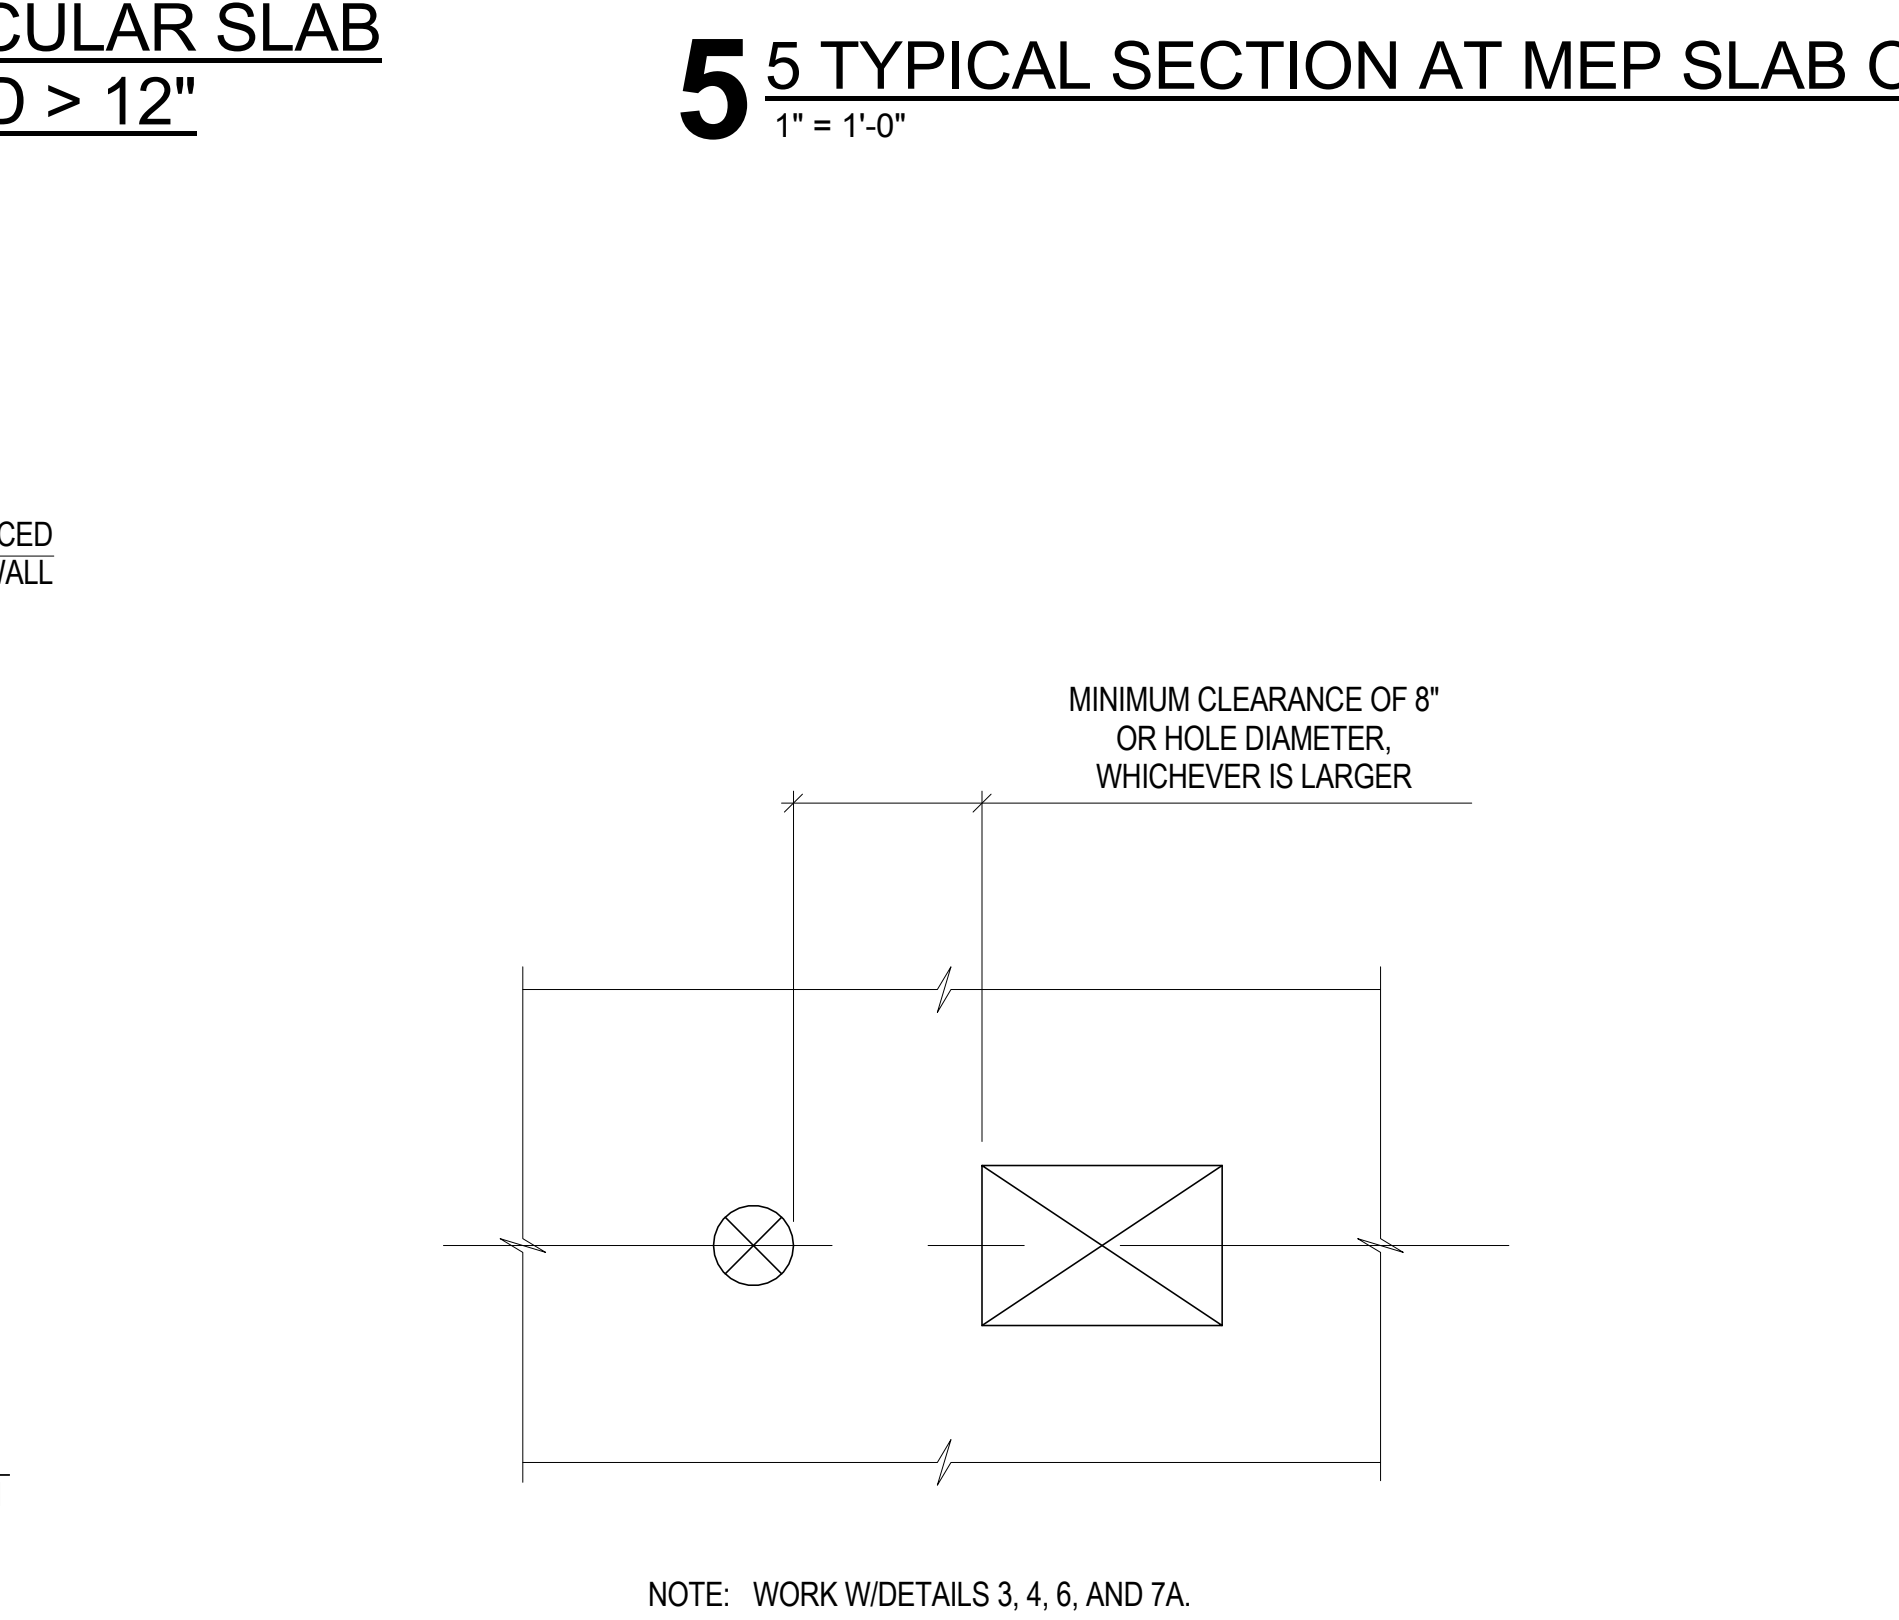 CULAR SLAB
D > 12"
5 5 TYPICAL SECTION AT MEP SLAB
1" = 1'-0"
CED
WALL
MINIMUM CLEARANCE OF 8"
OR HOLE DIAMETER,
WHICHEVER IS LARGER
NOTE: WORK W/DETAILS 3, 4, 6, AND 7A.